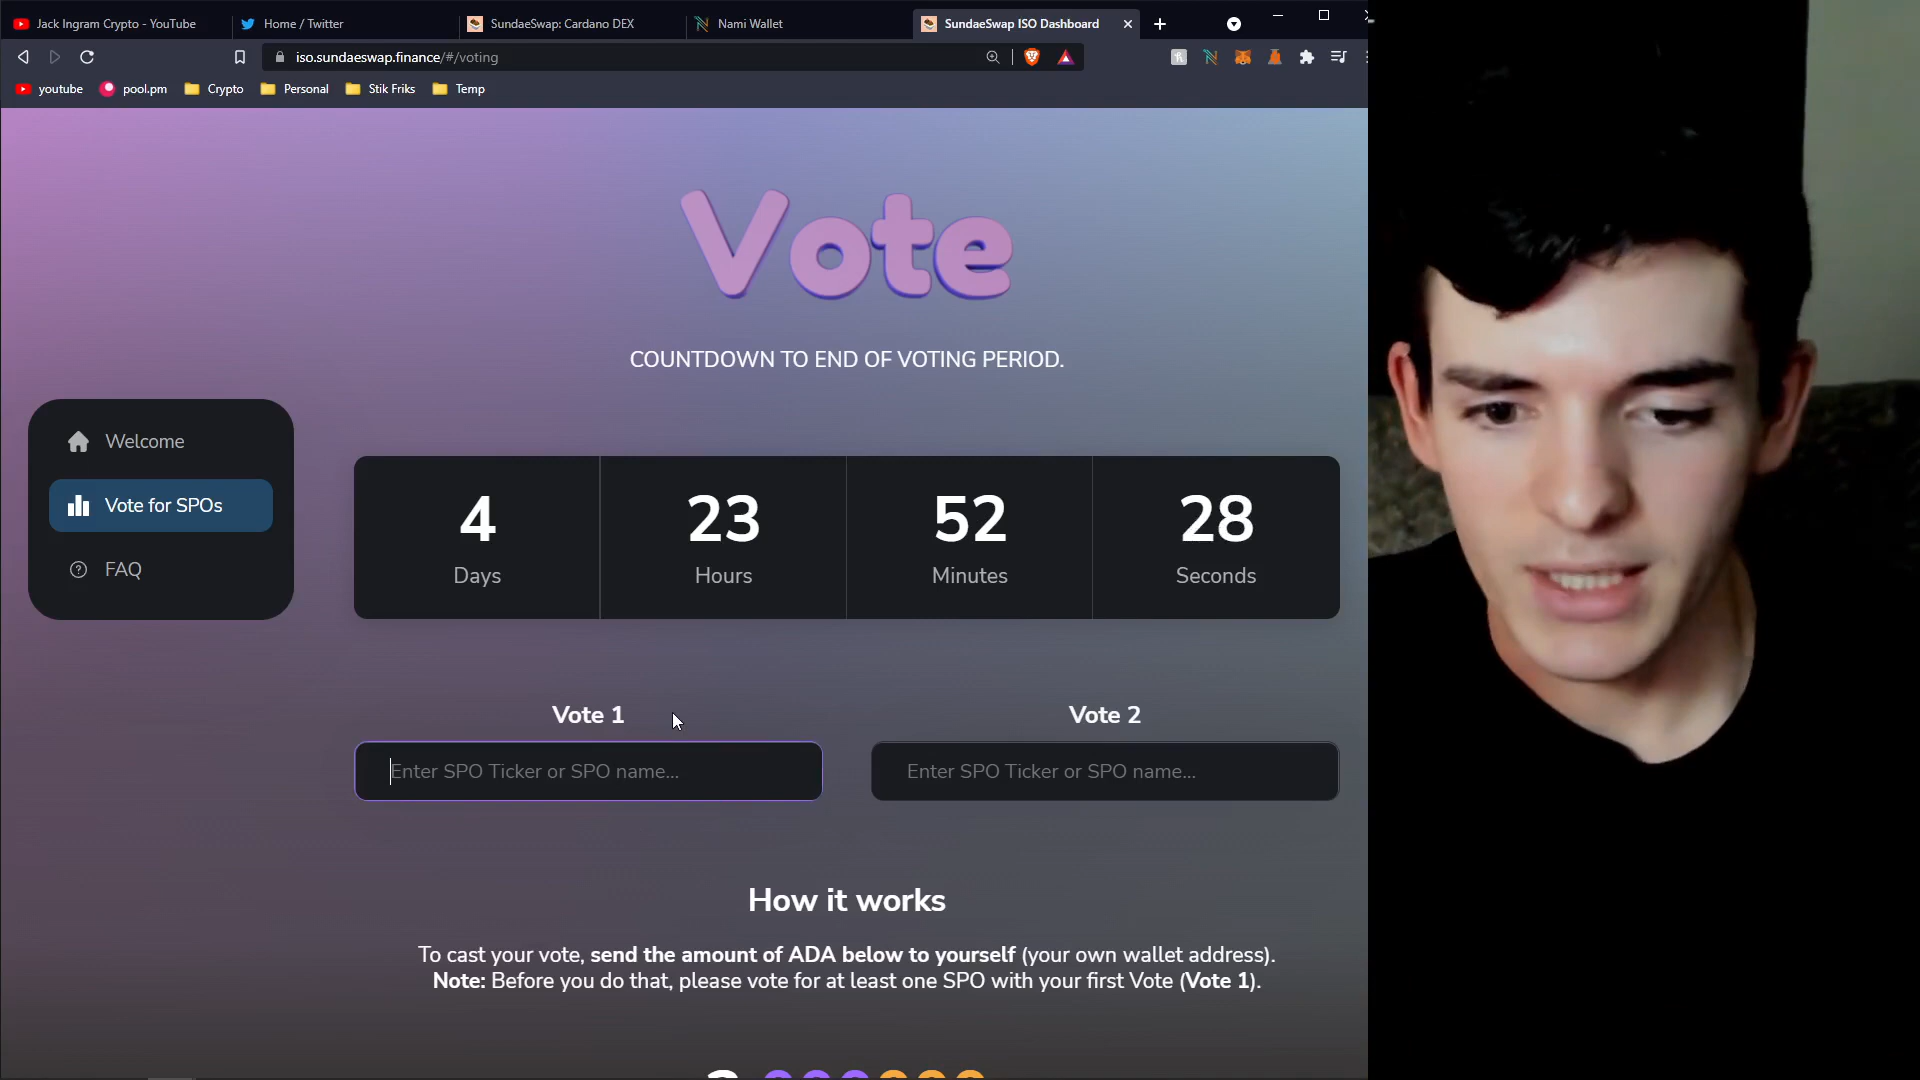 Jack Ingram Crypto - YouTube
Home / Twitter
SundaeSwap: Cardano DEX
Nami Wallet
SundaeSwap ISO Dashboard
iso.sundaeswap.finance/#/voting
youtube
pool.pm
Crypto
Personal
Stik Friks
Temp
Vote
COUNTDOWN TO END OF VOTING PERIOD.
Welcome
Vote for SPOs
FAQ
4 23 52 28
Days Hours Minutes Seconds
Vote 1
Vote 2
Enter SPO Ticker or SPO name...
Enter SPO Ticker or SPO name...
How it works
To cast your vote, send the amount of ADA below to yourself (your own wallet address).
Note: Before you do that, please vote for at least one SPO with your first Vote (Vote 1).